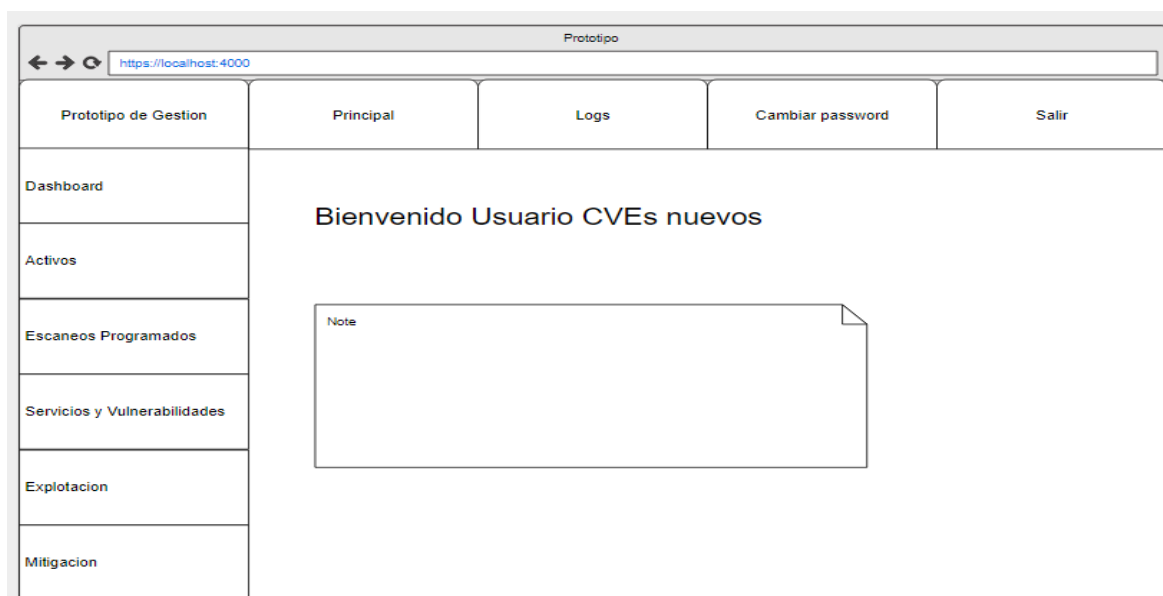 Prototipo
https://localhost:4000
Prototipo de Gestion
Principal
Logs
Cambiar password
Salir
Dashboard
Activos
Escaneos Programados
Servicios y Vulnerabilidades
Explotacion
Mitigacion
Bienvenido Usuario CVEs nuevos
Note